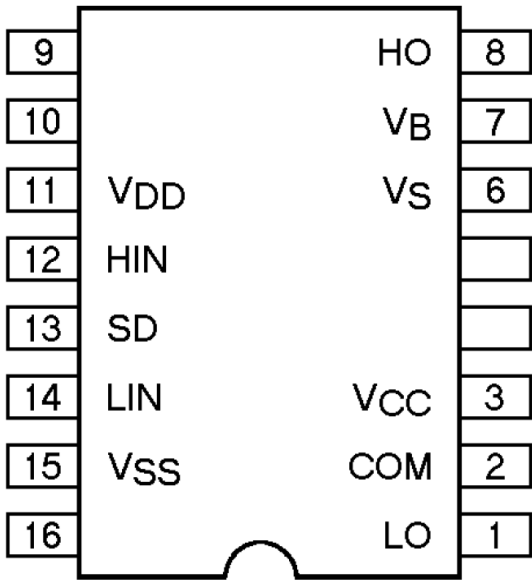 9 HO 8
10 VB 7
11 VDD VS 6
12 HIN
13 SD
14 LIN VCC 3
15 VSS COM 2
16 LO 1